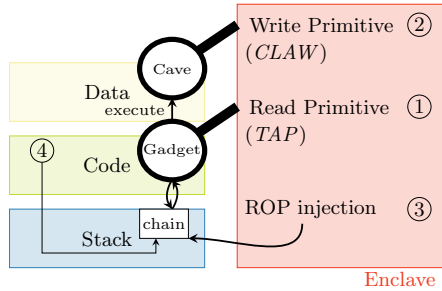 Write Primitive ②
(CLAW)
Cave
Data
execute
Read Primitive ①
(TAP)
④
Gadget
Code
chain
ROP injection ③
Stack
Enclave